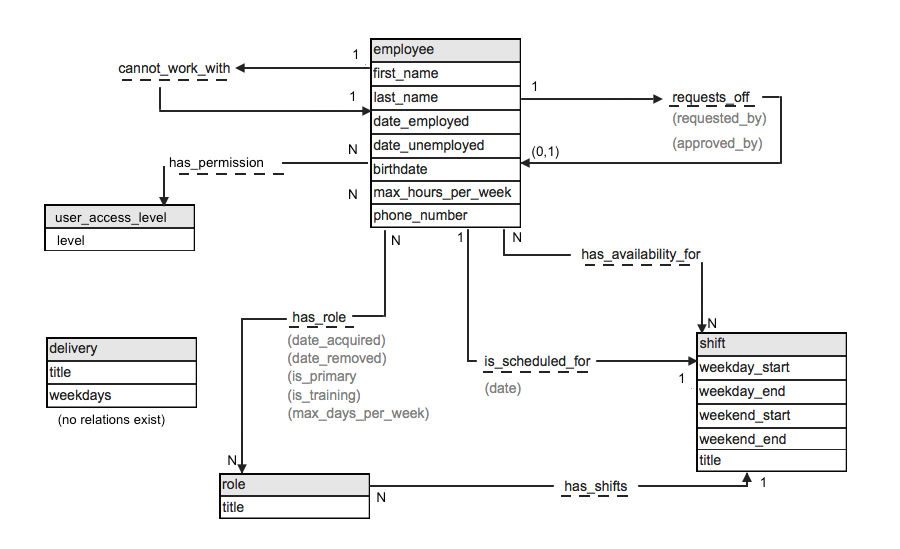 employee
first_name
last_name
date_employed
date_unemployed
birthdate
max_hours_per_week
phone_number
1
cannot_work_with
1
1
requests_off
(requested_by)
(approved_by)
(0,1)
N
has_permission
N
user_access_level
level
N
1
N
has_availability_for
N
has_role
(date_acquired)
(date_removed)
(is_primary
(is_training)
(max_days_per_week)
delivery
title
weekdays
(no relations exist)
is_scheduled_for
(date)
1
shift
weekday_start
weekday_end
weekend_start
weekend_end
title
N
role
title
N
has_shifts
1